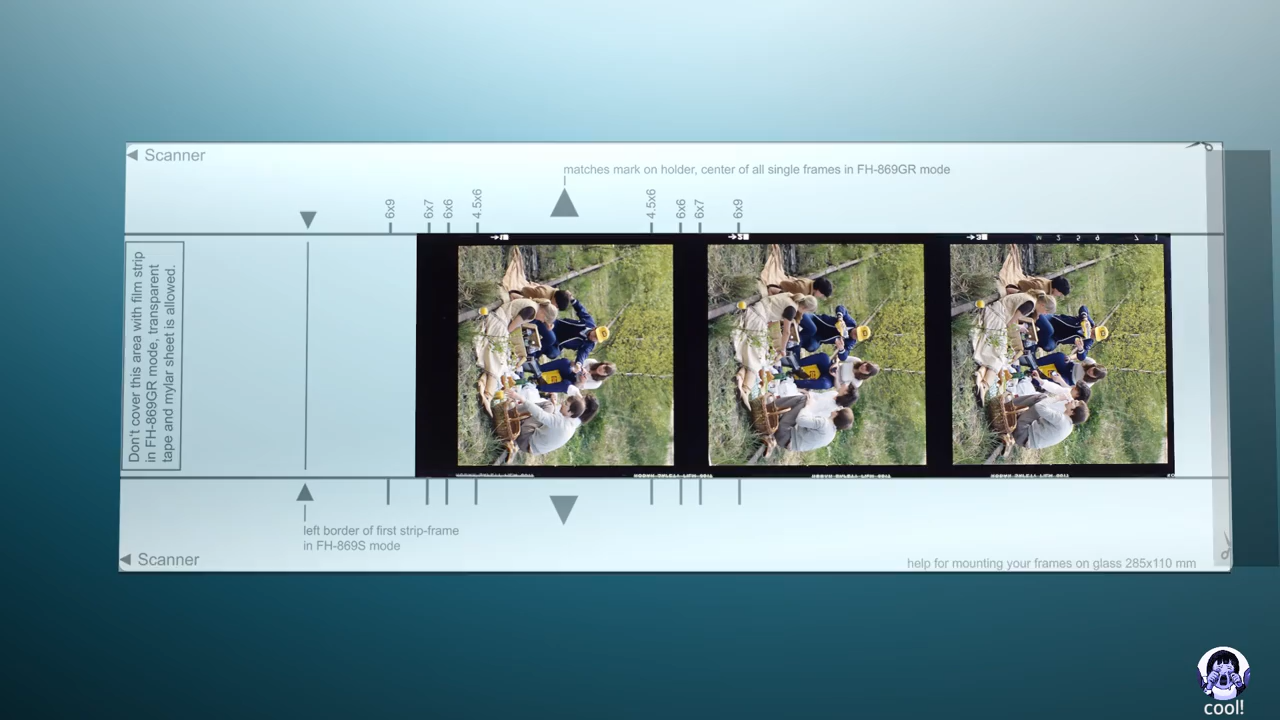 ◀ Scanner
matches mark on holder, center of all single frames in FH-869GR mode
6x9
6x7
6x6
4.5x6
4.5x6
6x6
6x7
6x9
Don't cover this area with film strip
in FH-869GR mode, transparent
tape and mylar sheet is allowed.
left border of first strip-frame
in FH-869S mode
◀ Scanner
help for mounting your frames on glass 285x110 mm
cool!